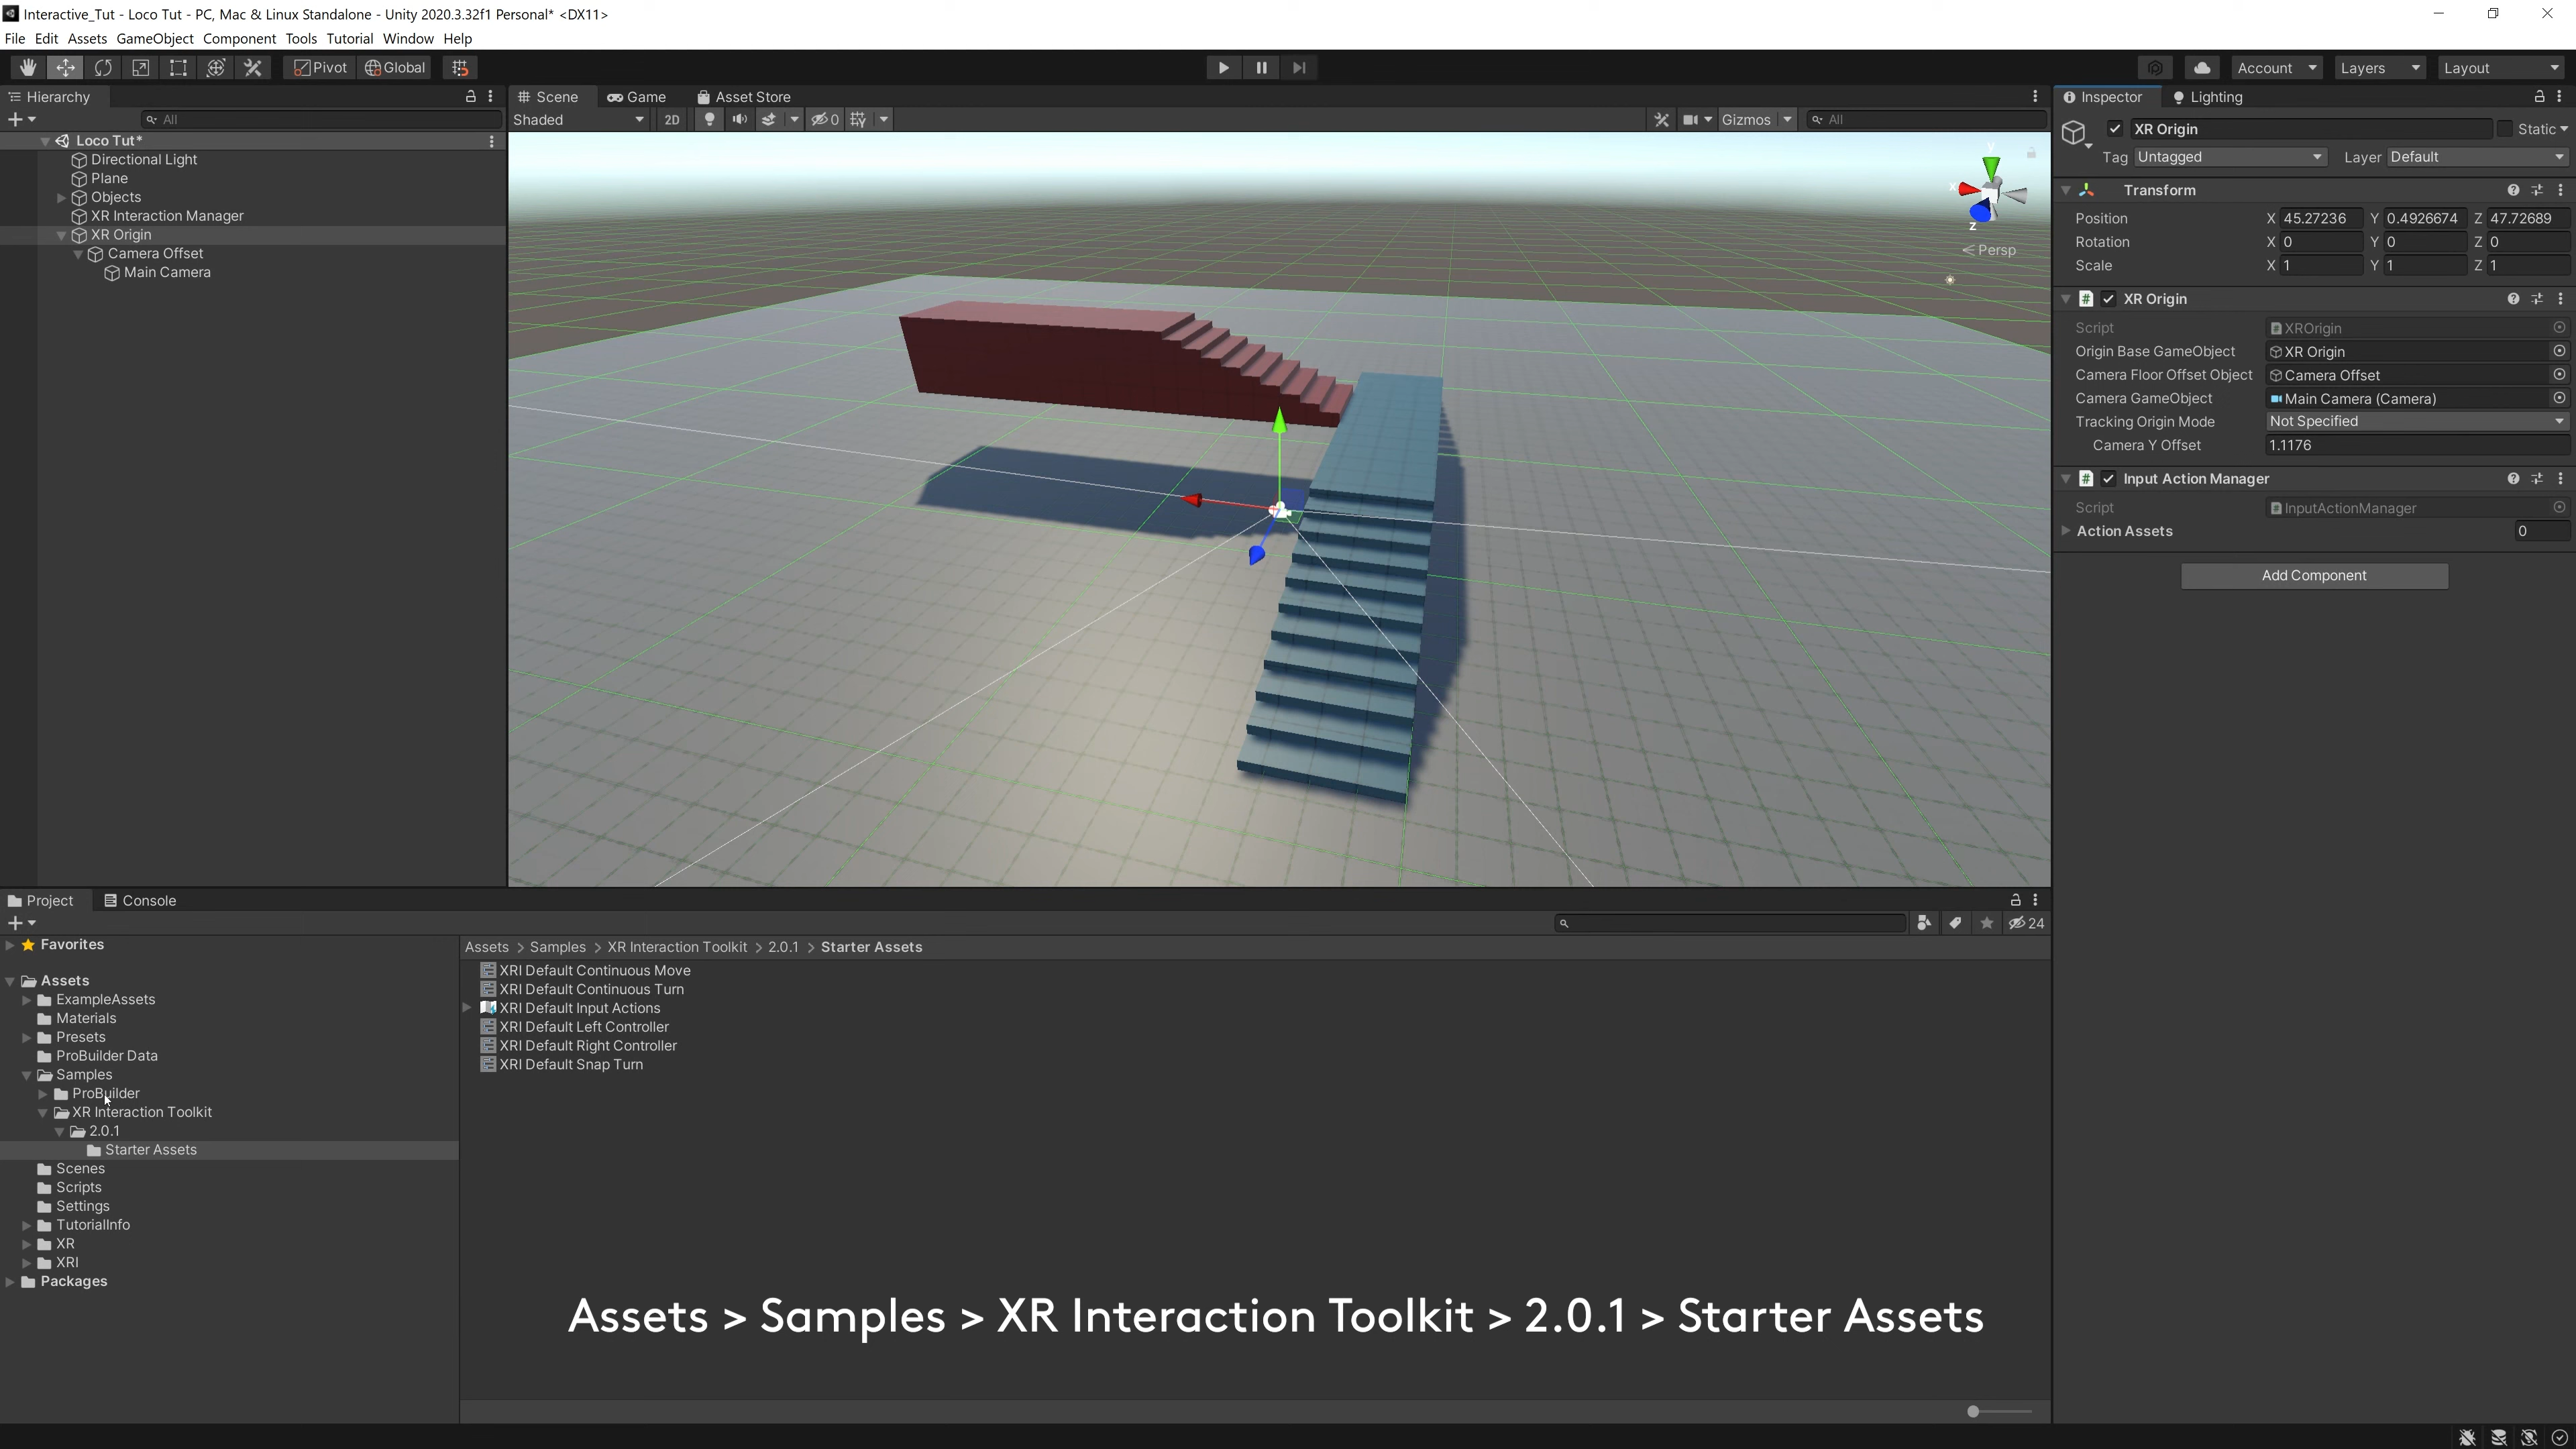 Interactive_Tut - Loco Tut - PC, Mac & Linux Standalone - Unity 2020.3.32f1 Personal* <DX11>
File Edit Assets GameObject Component Tools Tutorial Window Help
Pivot Global Account Layers Layout
Hierarchy
All
Loco Tut*
Directional Light
Plane
Objects
XR Interaction Manager
XR Origin
Camera Offset
Main Camera
Scene Game Asset Store
Shaded 2D 0 Gizmos All
y
x
z
Persp
Inspector Lighting
XR Origin Static
Tag Untagged Layer Default
Transform
Position X 45.27236 Y 0.4926674 Z 47.72689
Rotation X 0 Y 0 Z 0
Scale X 1 Y 1 Z 1
XR Origin
Script XROrigin
Origin Base GameObject XR Origin
Camera Floor Offset Object Camera Offset
Camera GameObject Main Camera (Camera)
Tracking Origin Mode Not Specified
Camera Y Offset 1.1176
Input Action Manager
Script InputActionManager
Action Assets 0
Add Component
Project Console
24
Favorites
Assets
ExampleAssets
Materials
Presets
ProBuilder Data
Samples
ProBuilder
XR Interaction Toolkit
2.0.1
Starter Assets
Scenes
Scripts
Settings
TutorialInfo
XR
XRI
Packages
Assets > Samples > XR Interaction Toolkit > 2.0.1 > Starter Assets
XRI Default Continuous Move
XRI Default Continuous Turn
XRI Default Input Actions
XRI Default Left Controller
XRI Default Right Controller
XRI Default Snap Turn
Assets > Samples > XR Interaction Toolkit > 2.0.1 > Starter Assets